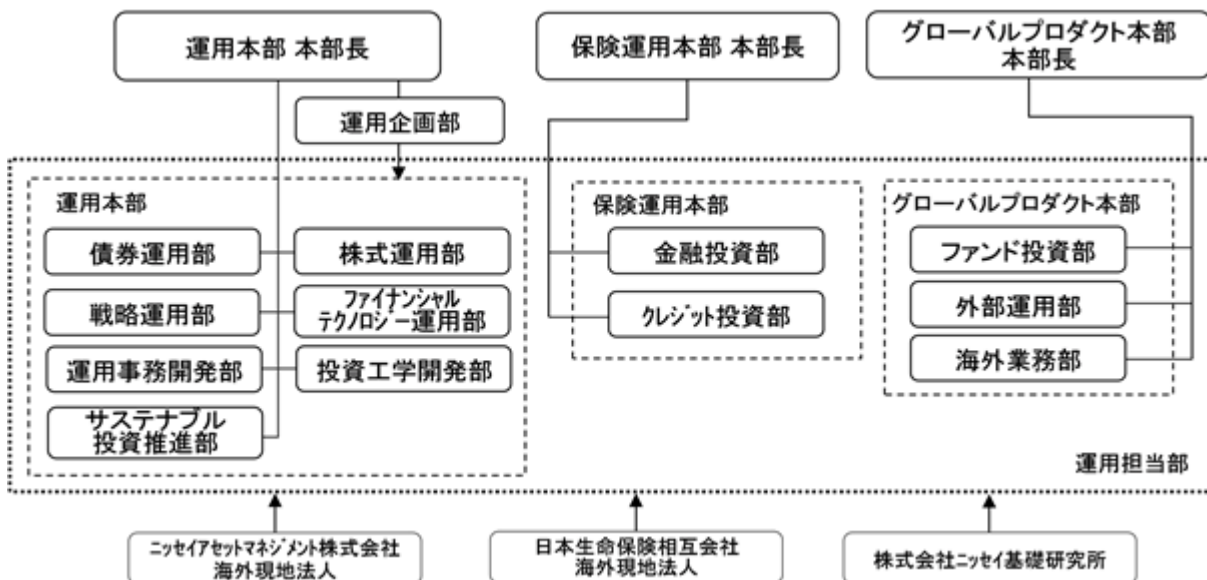 運用本部 本部長
保険運用本部 本部長
グローバルプロダクト本部
本部長
運用企画部
運用本部
債券運用部
株式運用部
戦略運用部
ファイナンシャル
テクノロジー運用部
運用事務開発部
投資工学開発部
サステナブル
投資推進部
保険運用本部
金融投資部
クレジット投資部
グローバルプロダクト本部
ファンド投資部
外部運用部
海外業務部
運用担当部
ニッセイアセットマネジメント株式会社
海外現地法人
日本生命保険相互会社
海外現地法人
株式会社ニッセイ基礎研究所